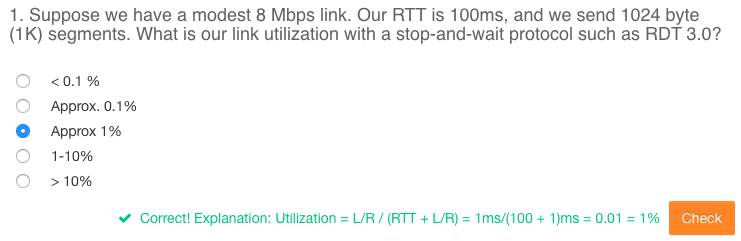 1. Suppose we have a modest 8 Mbps link. Our RTT is 100ms, and we send 1024 byte
(1K) segments. What is our link utilization with a stop-and-wait protocol such as RDT 3.0?
< 0.1 %
Approx. 0.1%
Approx 1%
1-10%
> 10%
Correct! Explanation: Utilization = L/R / (RTT + L/R) = 1ms/(100 + 1)ms = 0.01 = 1% Check